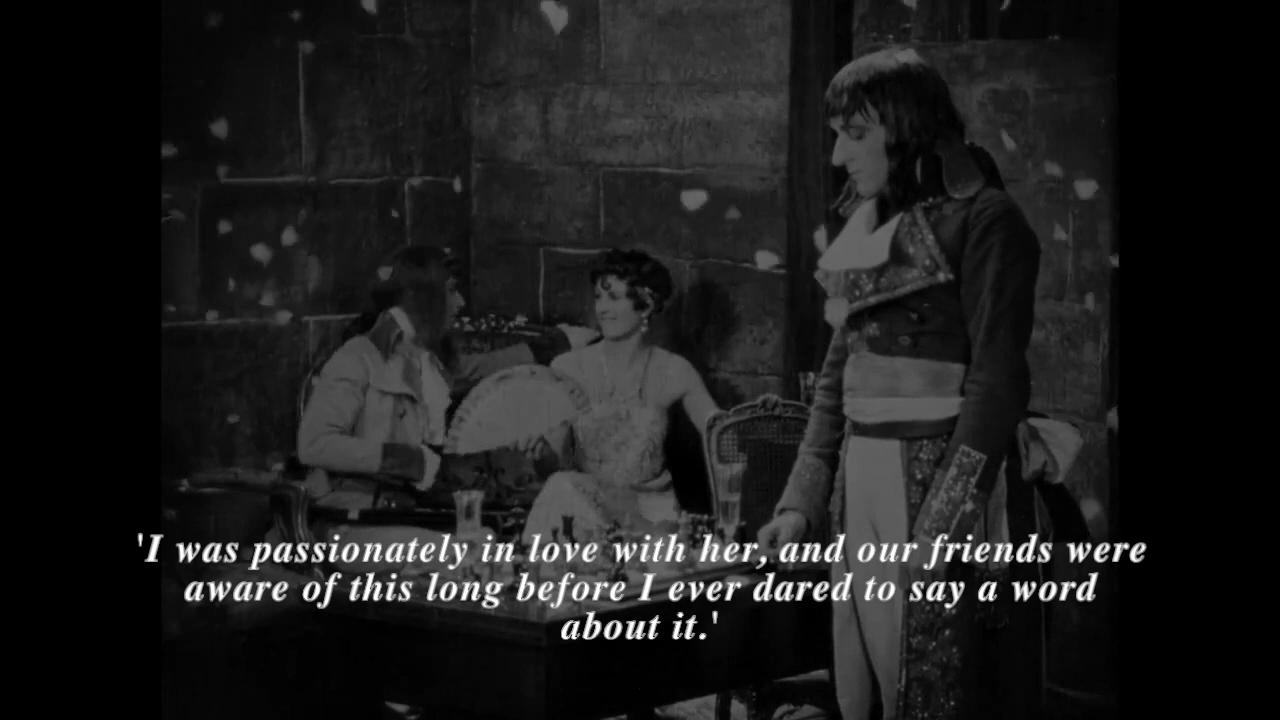 'I was passionately in love with her, and our friends were
aware of this long before I ever dared to say a word
about it.'